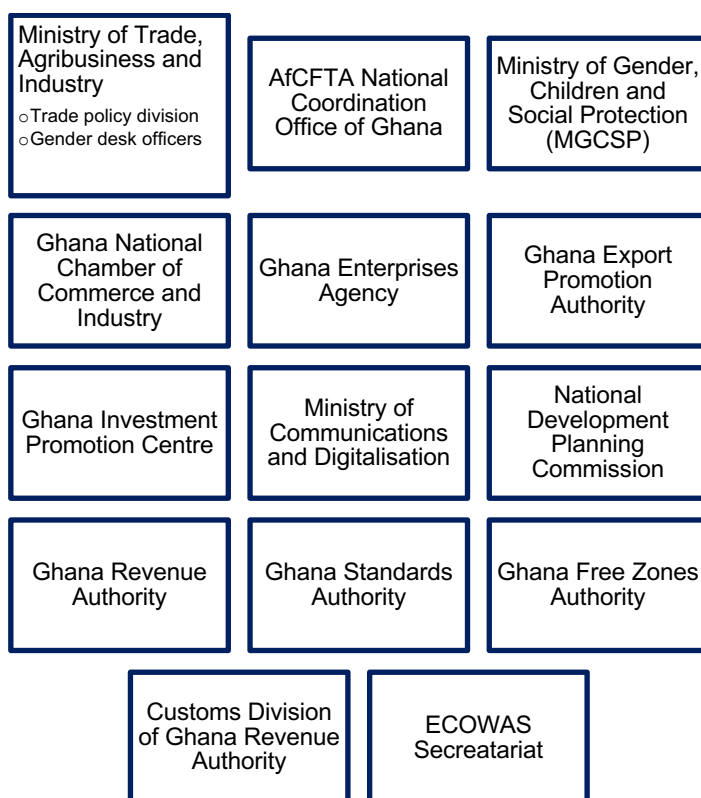 Ministry of Trade,
Agribusiness and
Industry
○Trade policy division
○Gender desk officers
AfCFTA National
Coordination
Office of Ghana
Ministry of Gender,
Children and
Social Protection
(MGCSP)
Ghana National
Chamber of
Commerce and
Industry
Ghana Enterprises
Agency
Ghana Export
Promotion
Authority
Ghana Investment
Promotion Centre
Ministry of
Communications
and Digitalisation
National
Development
Planning
Commission
Ghana Revenue
Authority
Ghana Standards
Authority
Ghana Free Zones
Authority
Customs Division
of Ghana Revenue
Authority
ECOWAS
Secreatariat